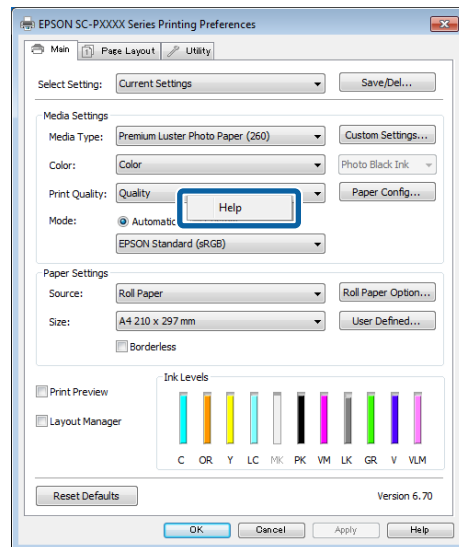 EPSON SC-PXXXX Series Printing Preferences
Main Page Layout Utility
Select Setting: Current Settings Save/Del...
Media Settings
Media Type: Premium Luster Photo Paper (260) Custom Settings...
Color: Color Photo Black Ink
Print Quality: Quality Paper Config...
Help
Mode: Automatic
EPSON Standard (sRGB)
Paper Settings
Source: Roll Paper Roll Paper Option...
Size: A4 210 x 297 mm User Defined...
Borderless
Ink Levels
Print Preview
Layout Manager
C OR Y LC MK PK VM LK GR V VLM
Reset Defaults Version 6.70
OK Cancel Apply Help